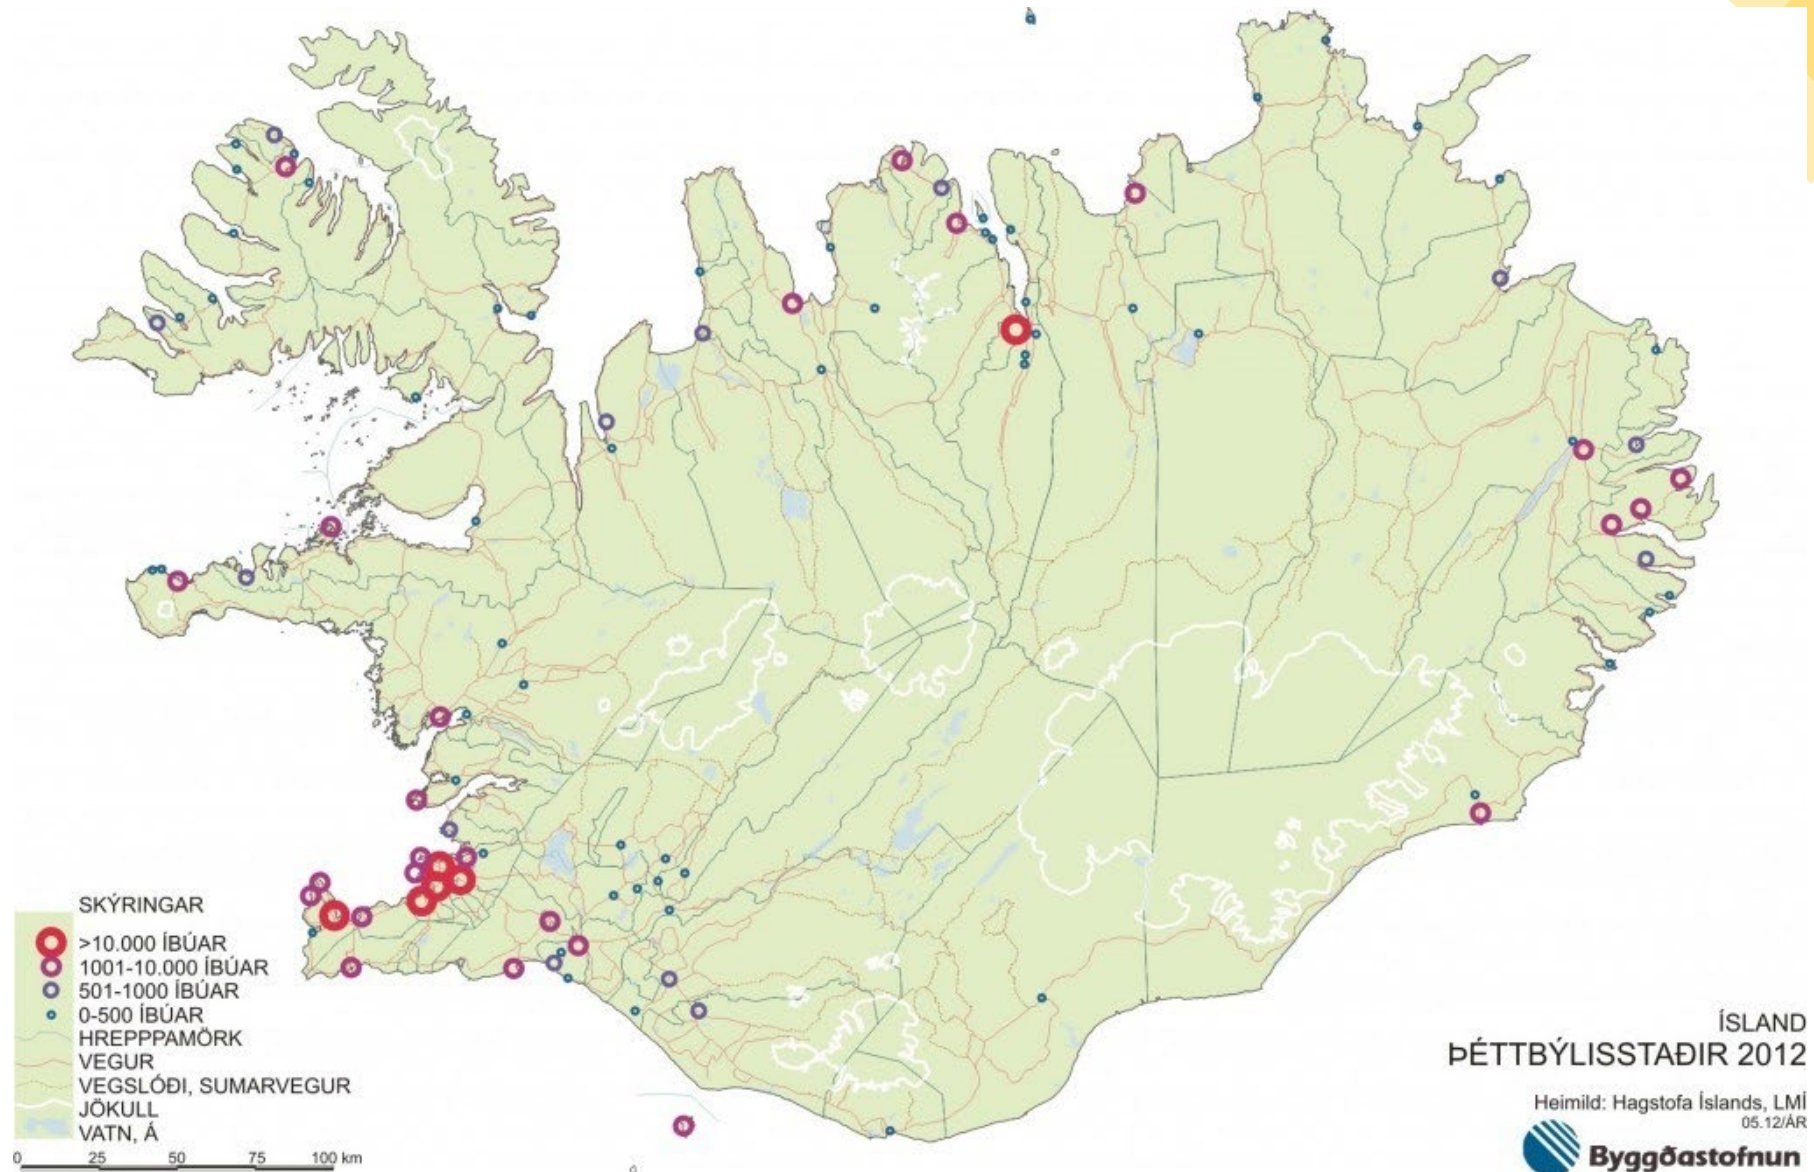 SKÝRINGAR
>10.000 ÍBÚAR
1001-10.000 ÍBÚAR
501-1000 ÍBÚAR
0-500 ÍBÚAR
HREPPPAMÖRK
VEGUR
VEGSLÓÐI, SUMARVEGUR
JÖKULL
VATN, Á
0 25 50 75 100 km
ÍSLAND
ÞÉTTBÝLISSTAÐIR 2012
Heimild: Hagstofa Íslands, LMÍ
05.12/ÁR
Byggðastofnun